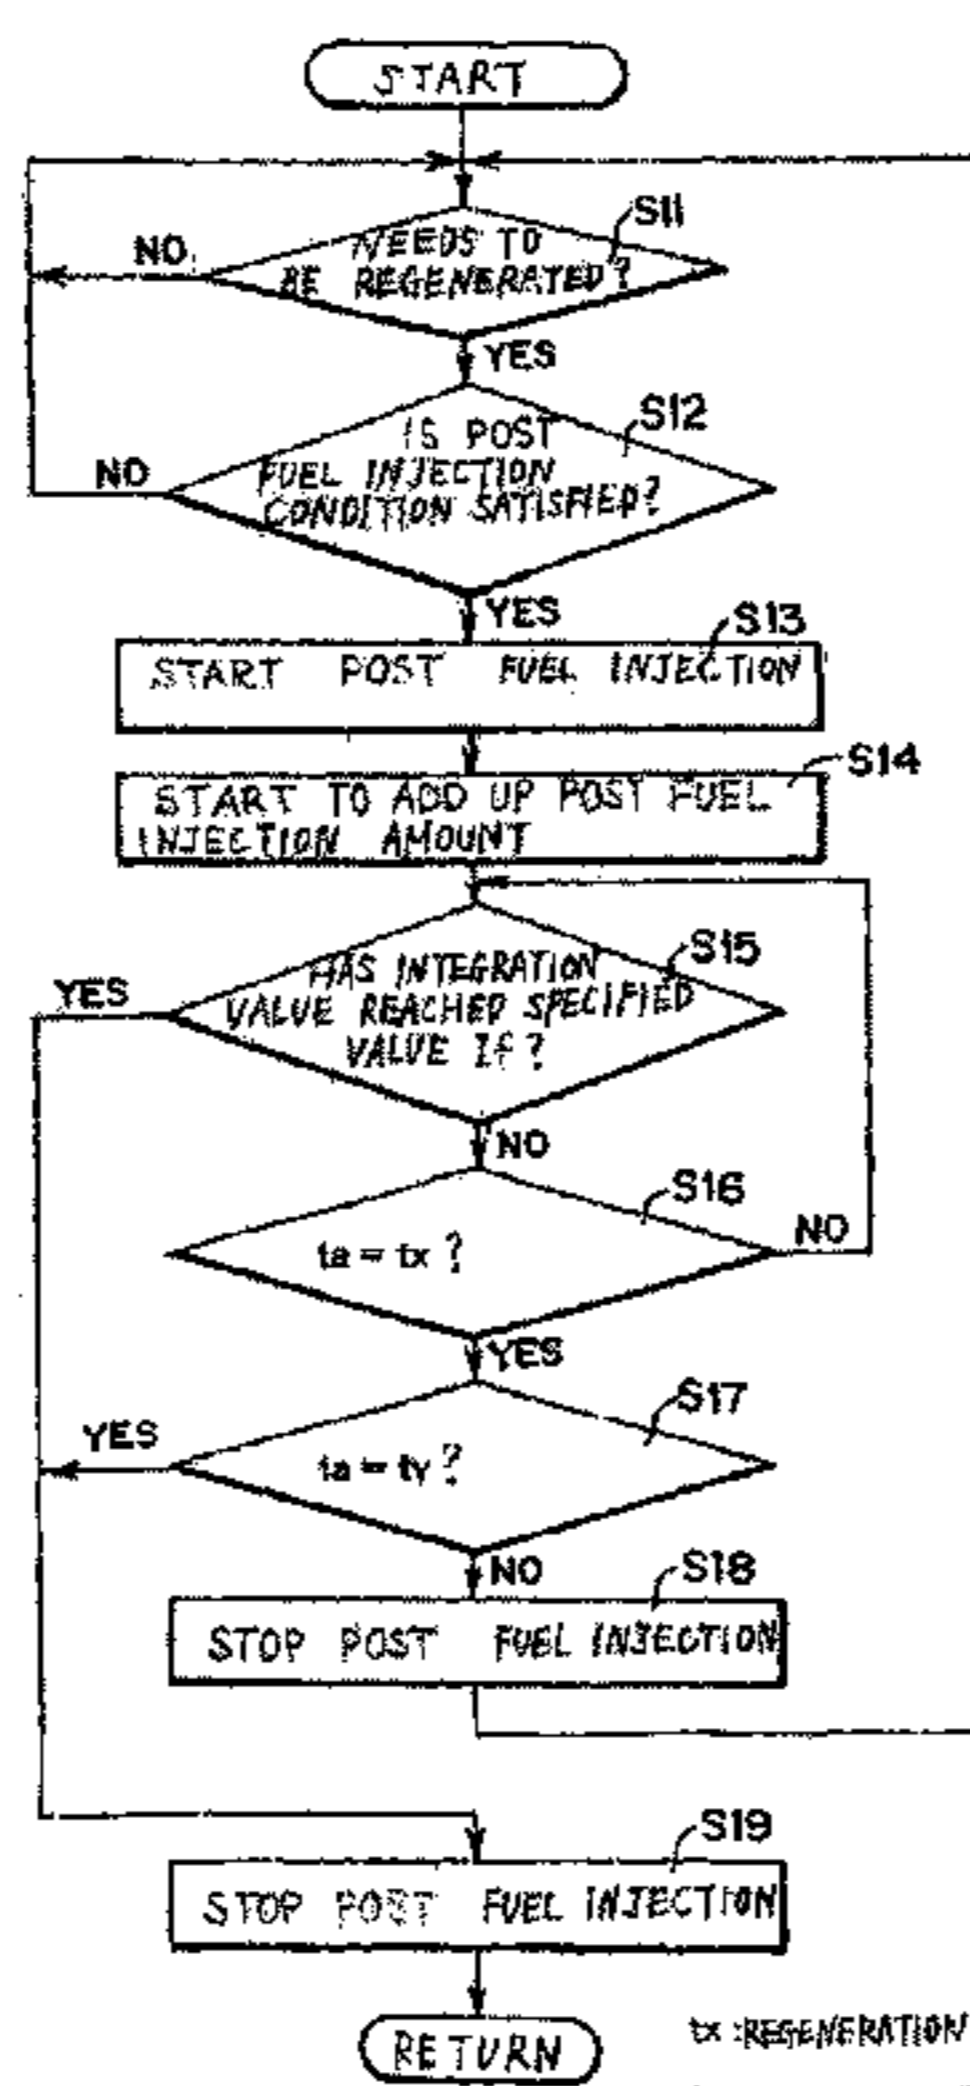 START
S11
NO
NEEDS TO
BE REGENERATED?
YES
S12
IS POST
NO
FUEL INJECTION
CONDITION SATISFIED?
YES
S13
START POST FUEL INJECTION
S14
START TO ADD UP POST FUEL
INJECTION AMOUNT
S15
HAS INTEGRATION
YES
VALUE REACHED SPECIFIED
VALUE If?
NO
S16
NO
ta = tx ?
YES
S17
YES
ta = ty ?
NO
S18
STOP POST FUEL INJECTION
S19
STOP POST FUEL INJECTION
tx : REGENERATION
RETURN